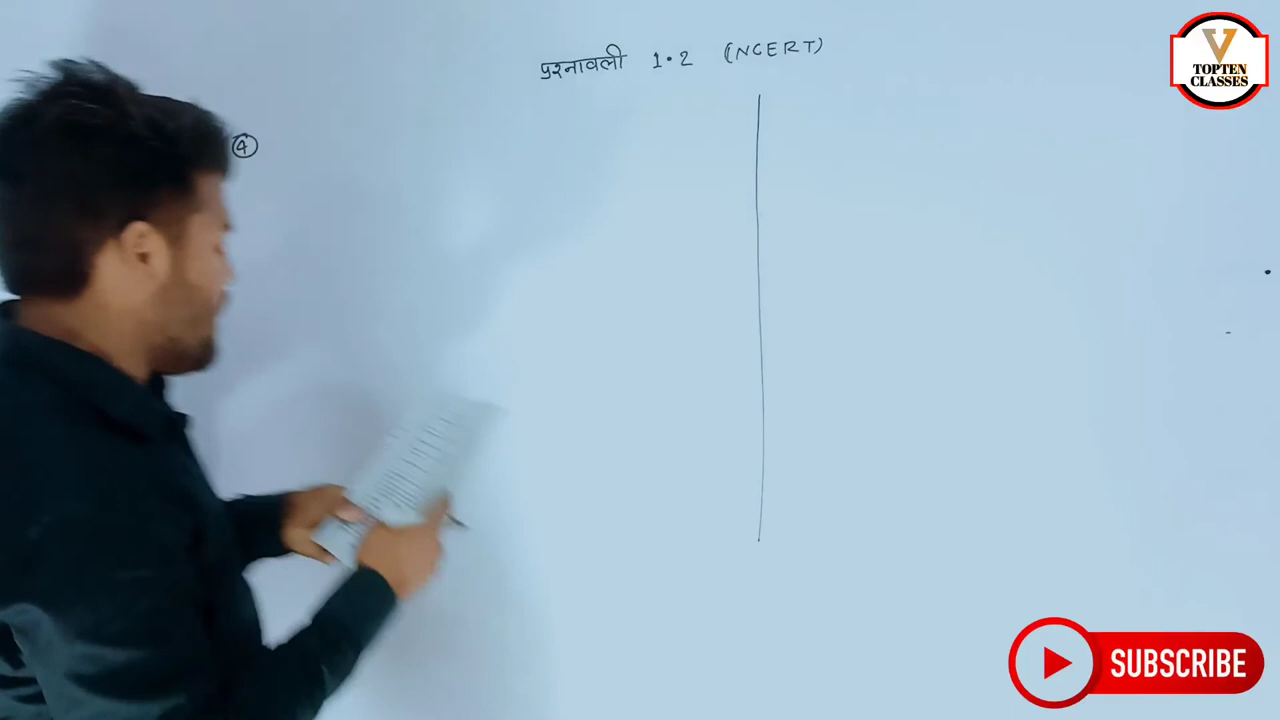 प्रश्नावली 1.2 (NCERT)
④
V
TOPTEN
CLASSES
SUBSCRIBE